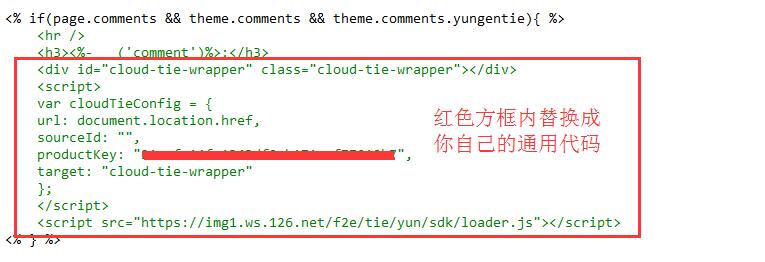 <% if(page.comments && theme.comments && theme.comments.yungentie){ %>
<hr />
<h3><%- __('comment')%>:</h3>
<div id="cloud-tie-wrapper" class="cloud-tie-wrapper"></div>
<script>
var cloudTieConfig = {
url: document.location.href,
sourceId: "",
productKey: "
",
target: "cloud-tie-wrapper"
};
</script>
<script src="https://img1.ws.126.net/f2e/tie/yun/sdk/loader.js"></script>
<% } %>
红色方框内替换成
你自己的通用代码